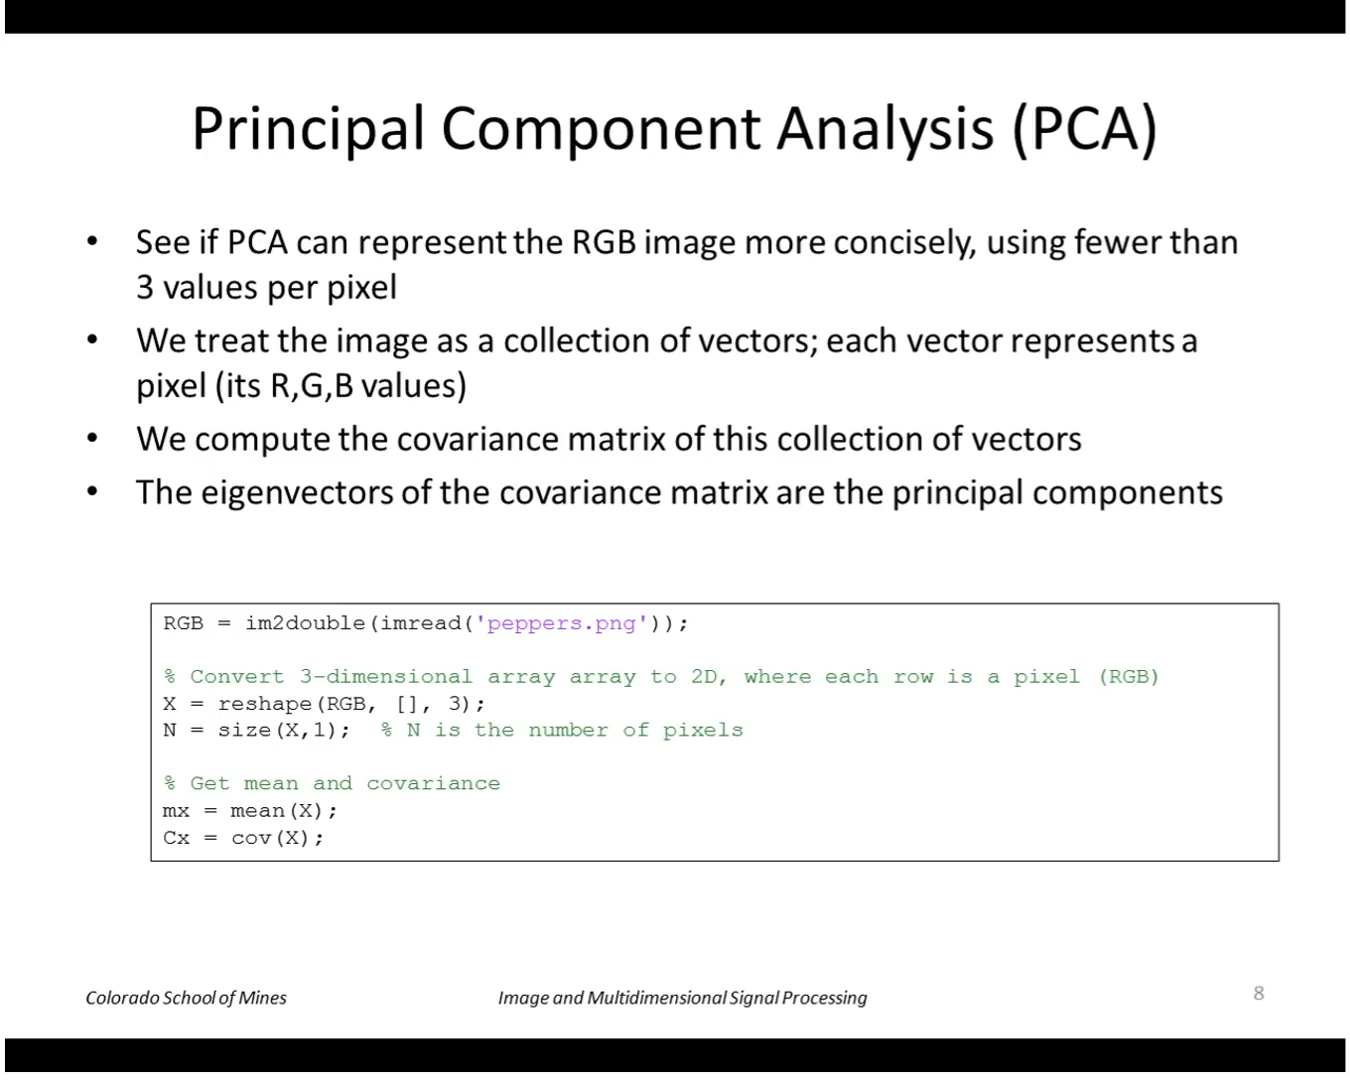 Principal Component Analysis (PCA)
• See if PCA can represent the RGB image more concisely, using fewer than
3 values per pixel
• We treat the image as a collection of vectors; each vector represents a
pixel (its R,G,B values)
• We compute the covariance matrix of this collection of vectors
• The eigenvectors of the covariance matrix are the principal components
RGB = im2double(imread('peppers.png'));
% Convert 3-dimensional array array to 2D, where each row is a pixel (RGB)
X = reshape(RGB, [], 3);
N = size(X,1);  % N is the number of pixels
% Get mean and covariance
mx = mean(X);
Cx = cov(X);
Colorado School of Mines
Image and Multidimensional Signal Processing
8